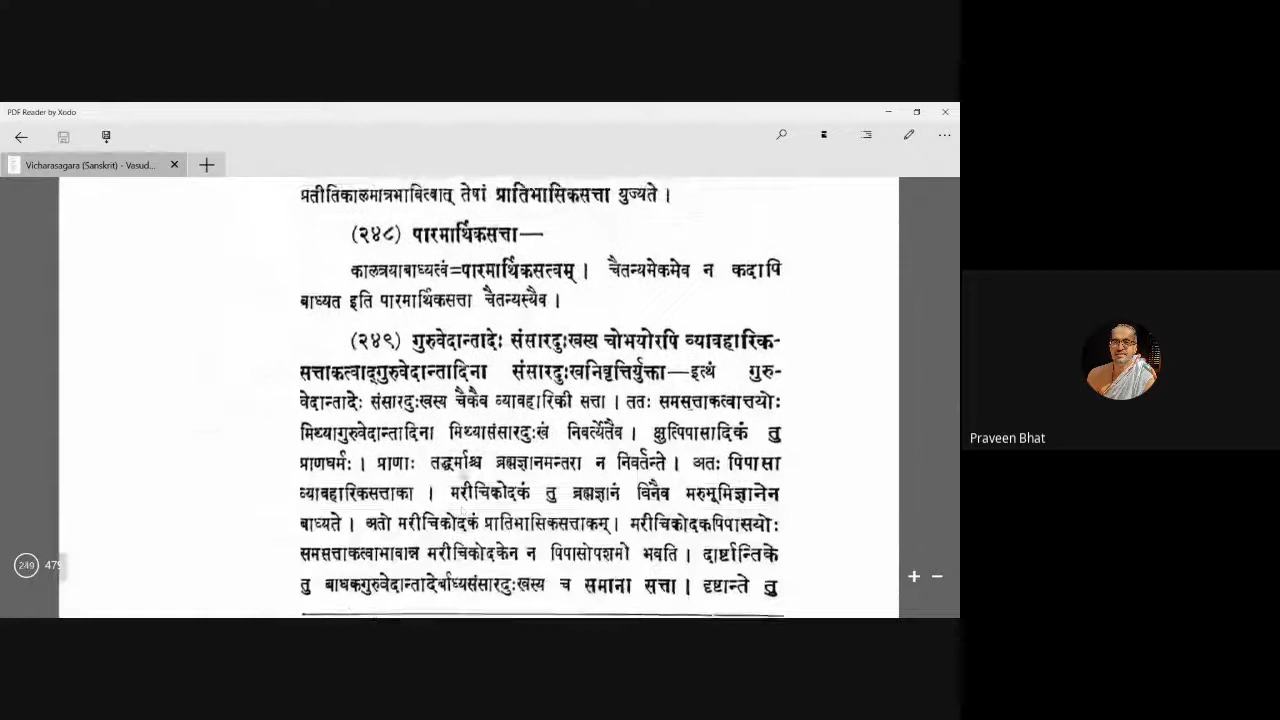 PDF Reader by Xodo
Vicharasagara (Sanskrit) - Vasud...
प्रतीतिकालमात्रभावित्वात् तेषां प्रातिभासिकसत्ता युज्यते ।
(२४८) पारमार्थिकसत्ता—
कालत्रयाबाध्यत्वं=पारमार्थिकसत्वम् । चैतन्यमेकमेव न कदापि
बाध्यत इति पारमार्थिकसत्ता चैतन्यस्यैव ।
(२४९) गुरुवेदान्तादेः संसारदुःखस्य चोभयोरपि व्यावहारिक-
सत्ताकत्वाद्गुरुवेदान्तादिना संसारदुःखनिवृत्तिर्युक्ता—इत्थं गुरु-
वेदान्तादेः संसारदुःखस्य चैकैव व्यावहारिकी सत्ता । ततः समसत्ताकत्वात्तयोः
मिथ्यागुरुवेदान्तादिना मिथ्यासंसारदुःखं निवर्त्येतैव । क्षुत्पिपासादिकं तु
प्राणधर्मः । प्राणाः तद्धर्माश्च ब्रह्मज्ञानमन्तरा न निवर्तन्ते । अतः पिपासा
व्यावहारिकसत्ताका । मरीचिकोदकं तु ब्रह्मज्ञानं विनैव मरुभूमिज्ञानेन
बाध्यते । अतो मरीचिकोदकं प्रातिभासिकसत्ताकम् । मरीचिकोदकपिपासयोः
समसत्ताकत्वाभावान्न मरीचिकोदकेन न पिपासोपशमो भवति । दार्ष्टान्तिके
तु बाधकगुरुवेदान्तादेर्बाध्यसंसारदुःखस्य च समाना सत्ता । दृष्टान्ते तु
249 479
Praveen Bhat